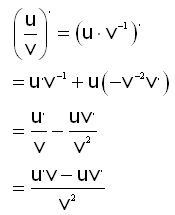 (u/v)˙ = (u · v⁻¹)˙
= u˙v⁻¹ + u(−v⁻²v˙)
= u˙/v − uv˙/v²
= (u˙v − uv˙)/v²